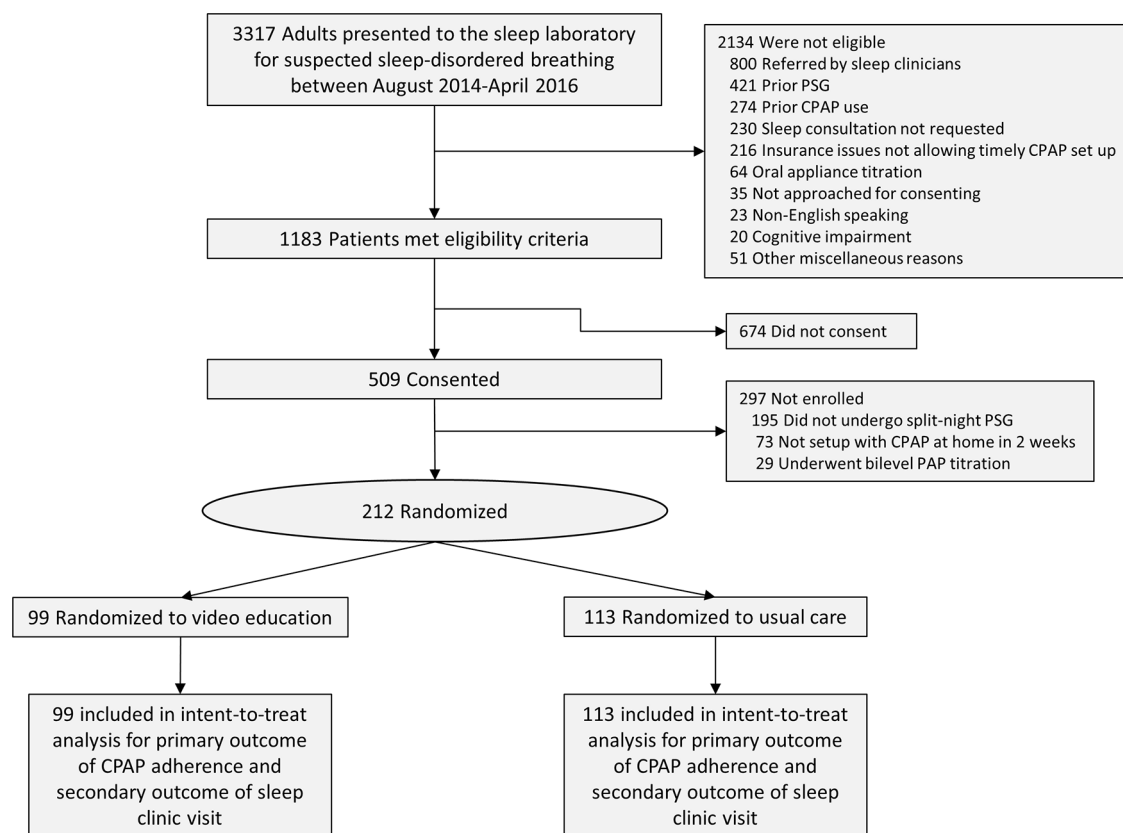 3317 Adults presented to the sleep laboratory
for suspected sleep-disordered breathing
between August 2014-April 2016
2134 Were not eligible
800 Referred by sleep clinicians
421 Prior PSG
274 Prior CPAP use
230 Sleep consultation not requested
216 Insurance issues not allowing timely CPAP set up
64 Oral appliance titration
35 Not approached for consenting
23 Non-English speaking
20 Cognitive impairment
51 Other miscellaneous reasons
1183 Patients met eligibility criteria
674 Did not consent
509 Consented
297 Not enrolled
195 Did not undergo split-night PSG
73 Not setup with CPAP at home in 2 weeks
29 Underwent bilevel PAP titration
212 Randomized
99 Randomized to video education
113 Randomized to usual care
99 included in intent-to-treat
analysis for primary outcome
of CPAP adherence and
secondary outcome of sleep
clinic visit
113 included in intent-to-treat
analysis for primary outcome
of CPAP adherence and
secondary outcome of sleep
clinic visit